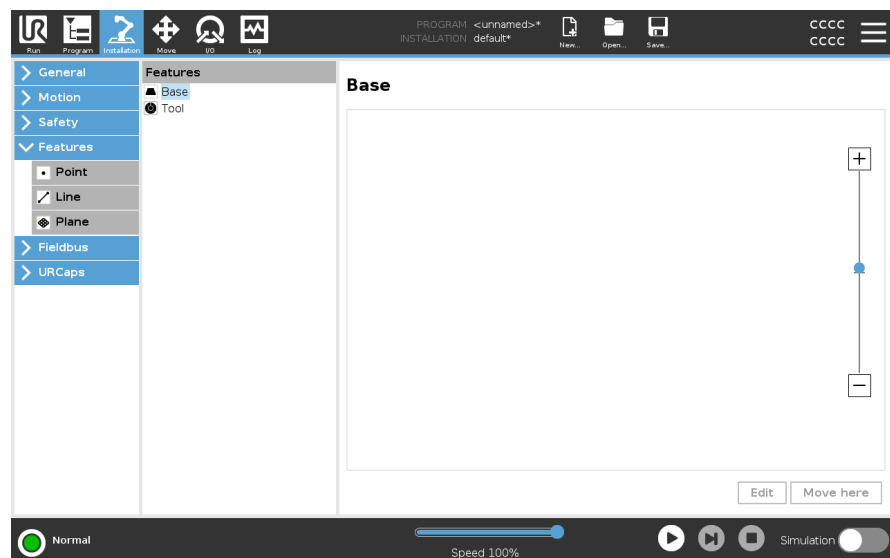 PROGRAM <unnamed>*
INSTALLATION default*
CCCC
CCCC
Run Program Installation Move I/O Log New... Open... Save...
General
Motion
Safety
Features
Point
Line
Plane
Fieldbus
URCaps
Features
Base
Tool
Base
Edit Move here
Normal
Speed 100%
Simulation